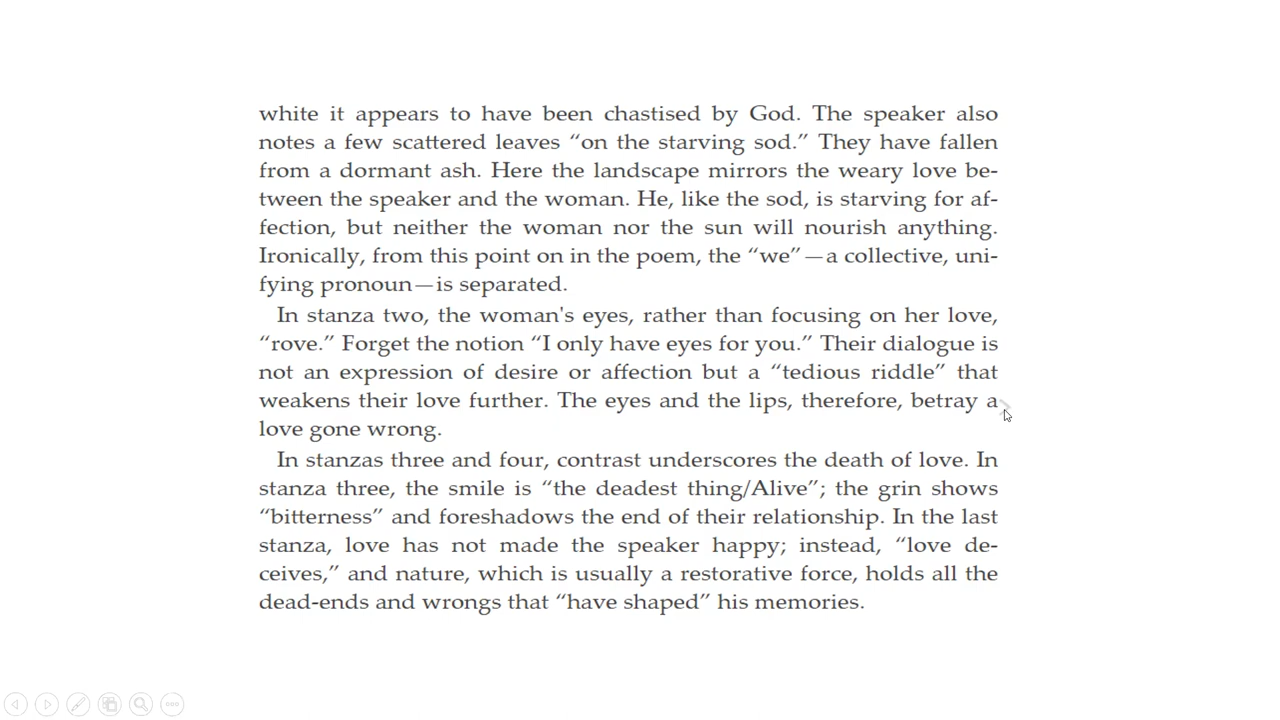 white it appears to have been chastised by God. The speaker also
notes a few scattered leaves “on the starving sod.” They have fallen
from a dormant ash. Here the landscape mirrors the weary love be-
tween the speaker and the woman. He, like the sod, is starving for af-
fection, but neither the woman nor the sun will nourish anything.
Ironically, from this point on in the poem, the “we”—a collective, uni-
fying pronoun—is separated.
In stanza two, the woman's eyes, rather than focusing on her love,
“rove.” Forget the notion “I only have eyes for you.” Their dialogue is
not an expression of desire or affection but a “tedious riddle” that
weakens their love further. The eyes and the lips, therefore, betray a
love gone wrong.
In stanzas three and four, contrast underscores the death of love. In
stanza three, the smile is “the deadest thing/Alive”; the grin shows
“bitterness” and foreshadows the end of their relationship. In the last
stanza, love has not made the speaker happy; instead, “love de-
ceives,” and nature, which is usually a restorative force, holds all the
dead-ends and wrongs that “have shaped” his memories.